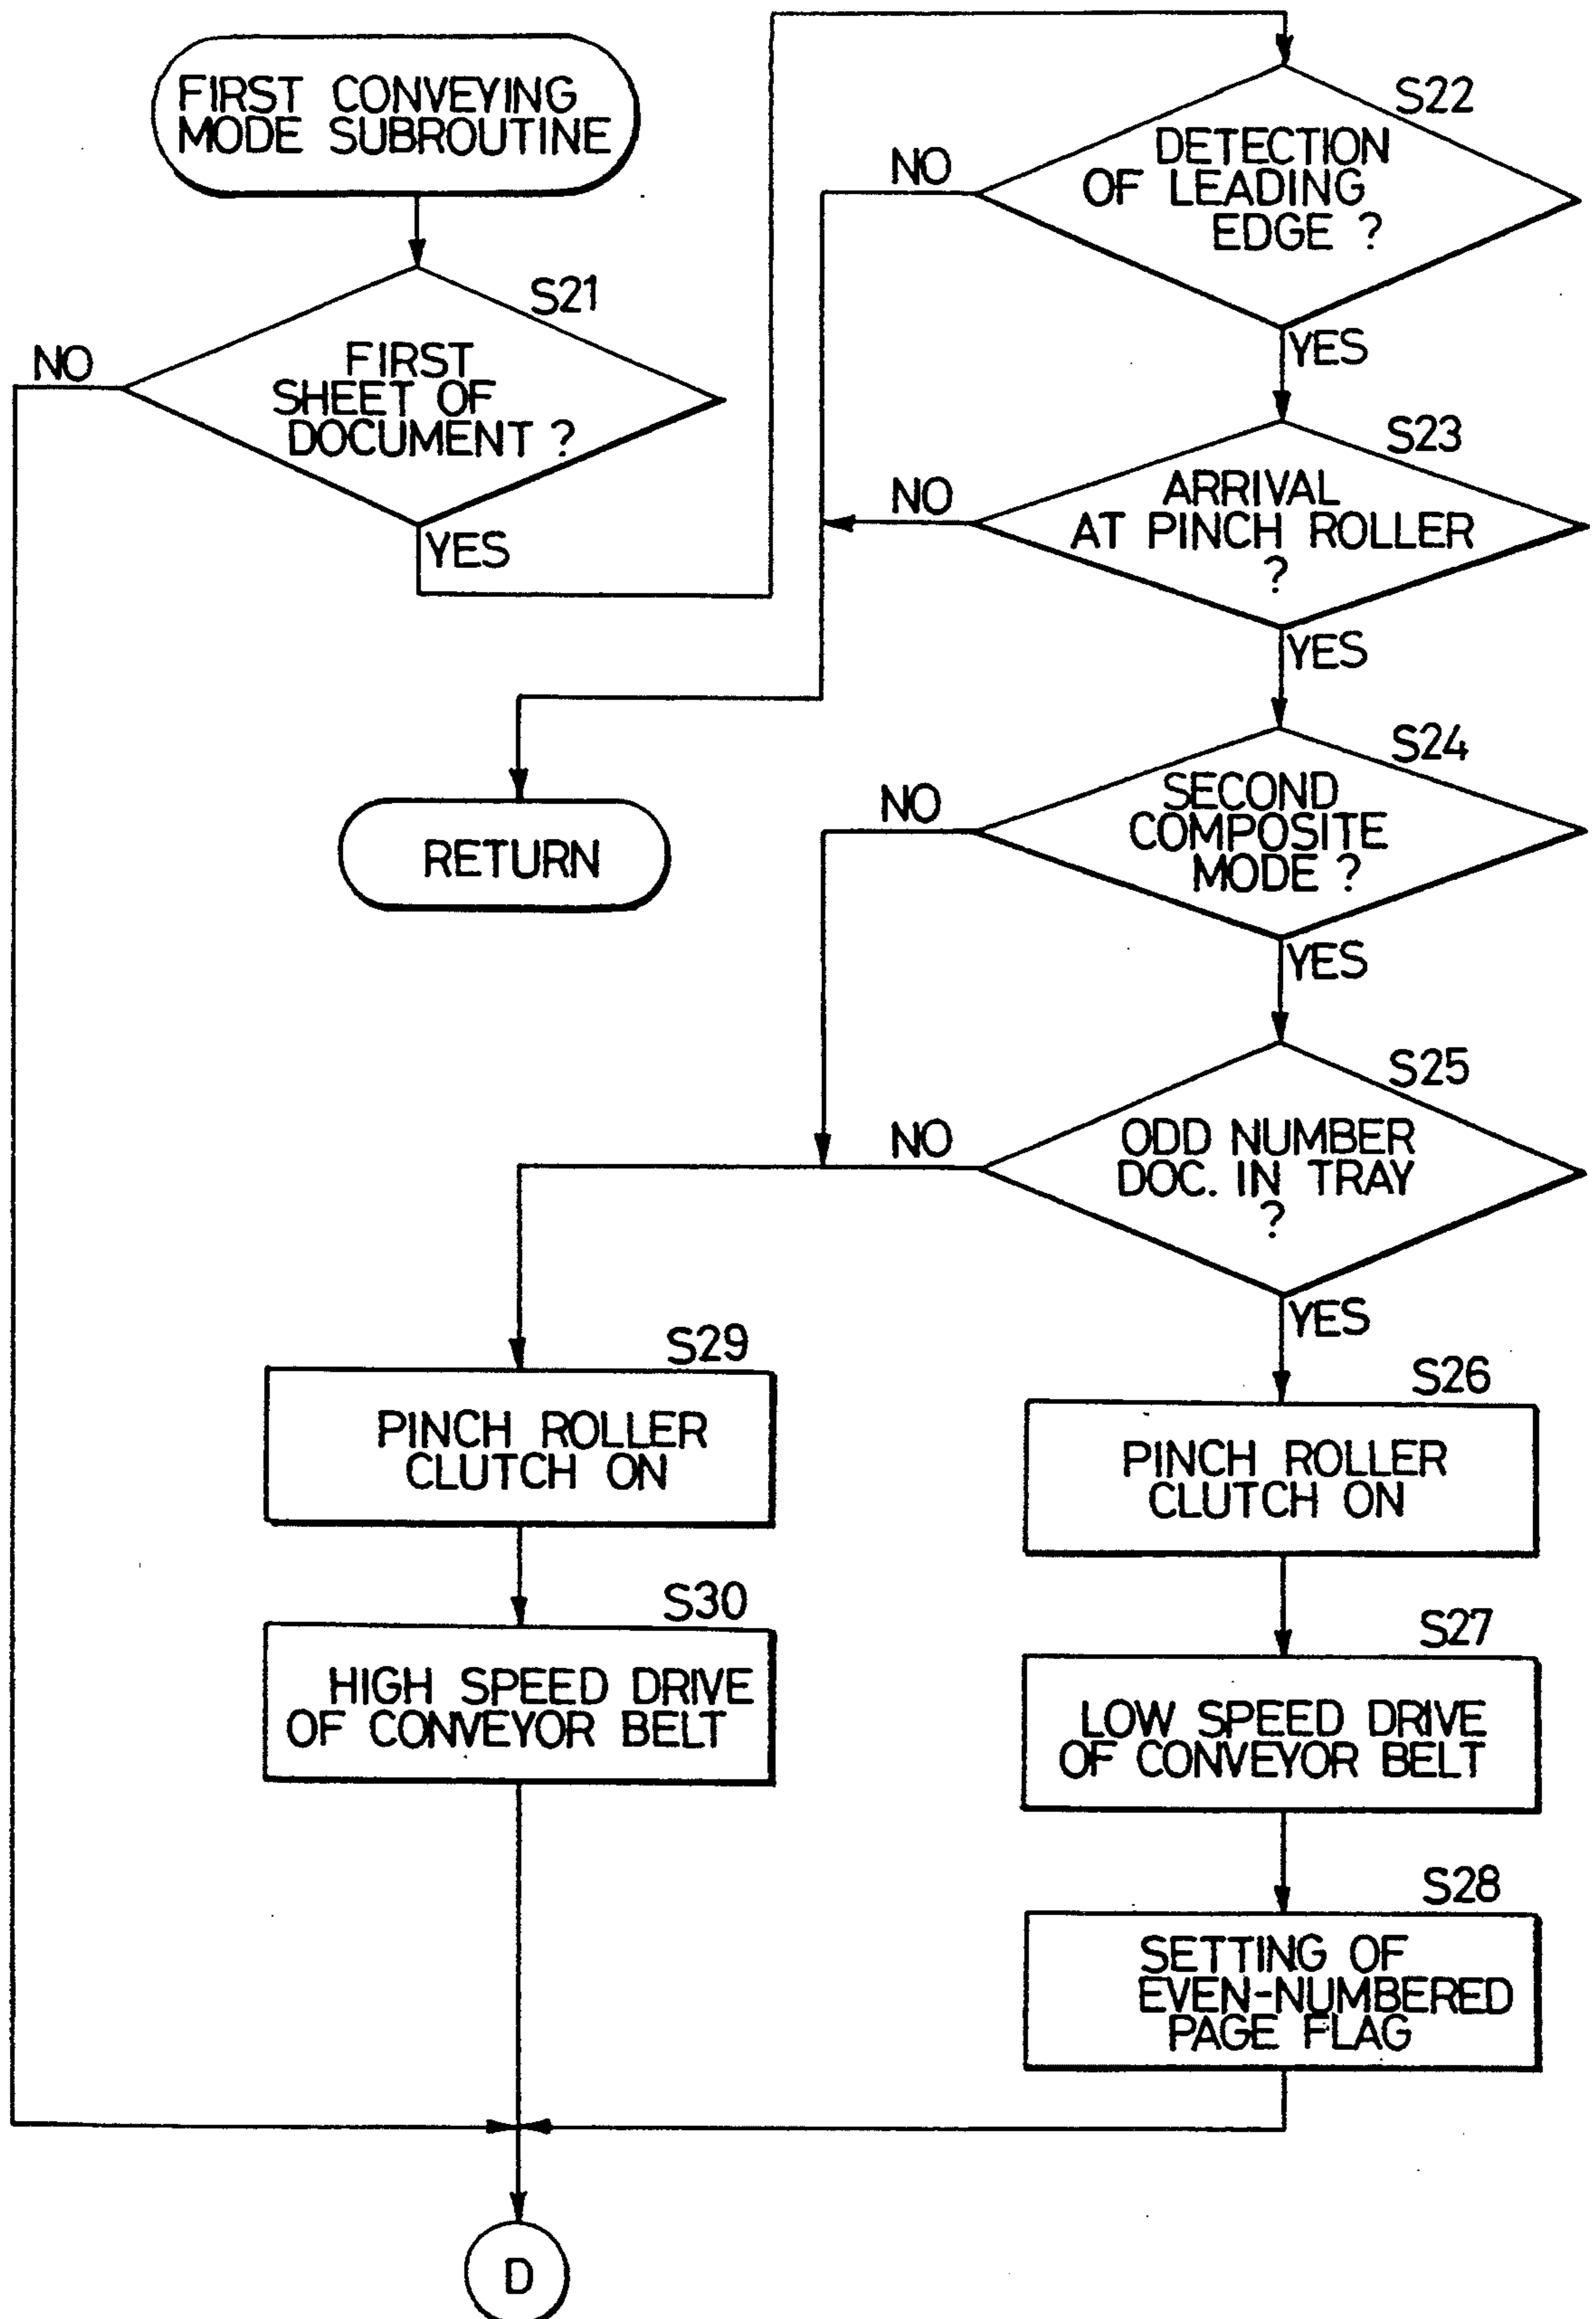 FIRST CONVEYING
MODE SUBROUTINE
S21
NO
FIRST
SHEET OF
DOCUMENT ?
YES
S22
NO
DETECTION
OF LEADING
EDGE ?
YES
S23
NO
ARRIVAL
AT PINCH ROLLER
?
YES
RETURN
S24
NO
SECOND
COMPOSITE
MODE ?
YES
S25
NO
ODD NUMBER
DOC. IN TRAY
?
YES
S29
PINCH ROLLER
CLUTCH ON
S30
HIGH SPEED DRIVE
OF CONVEYOR BELT
S26
PINCH ROLLER
CLUTCH ON
S27
LOW SPEED DRIVE
OF CONVEYOR BELT
S28
SETTING OF
EVEN-NUMBERED
PAGE FLAG
D